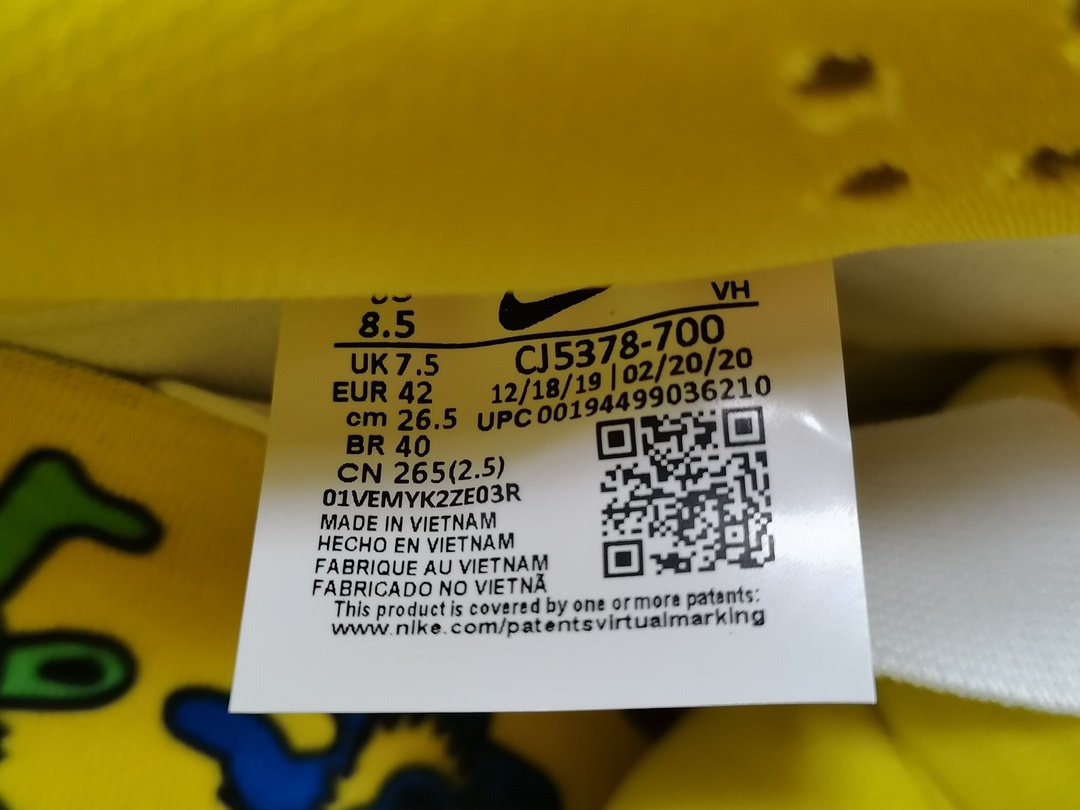 US
8.5
VH
UK 7.5
EUR 42
cm 26.5
BR 40
CN 265(2.5)
CJ5378-700
12/18/19 | 02/20/20
UPC 00194499036210
01VEMYK2ZE03R
MADE IN VIETNAM
HECHO EN VIETNAM
FABRIQUE AU VIETNAM
FABRICADO NO VIETNÃ
This product is covered by one or more patents:
www.nike.com/patentsvirtualmarking